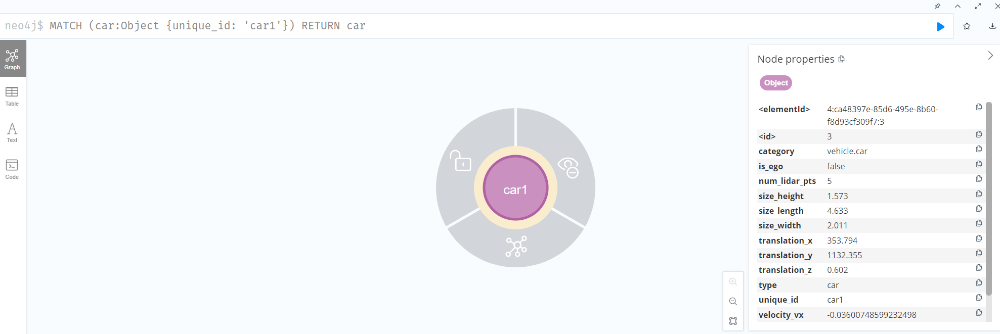 neo4j$ MATCH (car:Object {unique_id: 'car1'}) RETURN car
Graph
Table
Text
Code
car1
Node properties
Object
<elementId> 4:ca48397e-85d6-495e-8b60-
f8d93cf309f7:3
<id> 3
category vehicle.car
is_ego false
num_lidar_pts 5
size_height 1.573
size_length 4.633
size_width 2.011
translation_x 353.794
translation_y 1132.355
translation_z 0.602
type car
unique_id car1
velocity_vx -0.03600748599232498